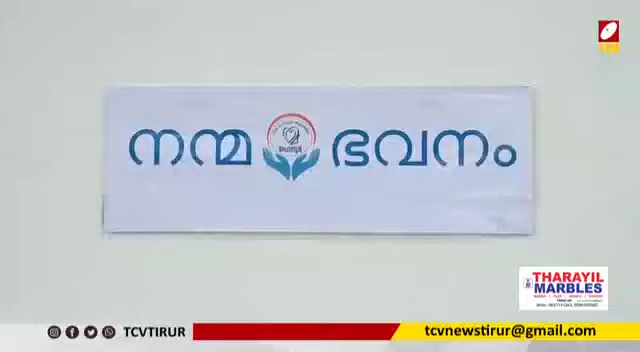 നന്മ ഭവനം
THARAYIL
MARBLES
TCVTIRUR
tcvnewstirur@gmail.com